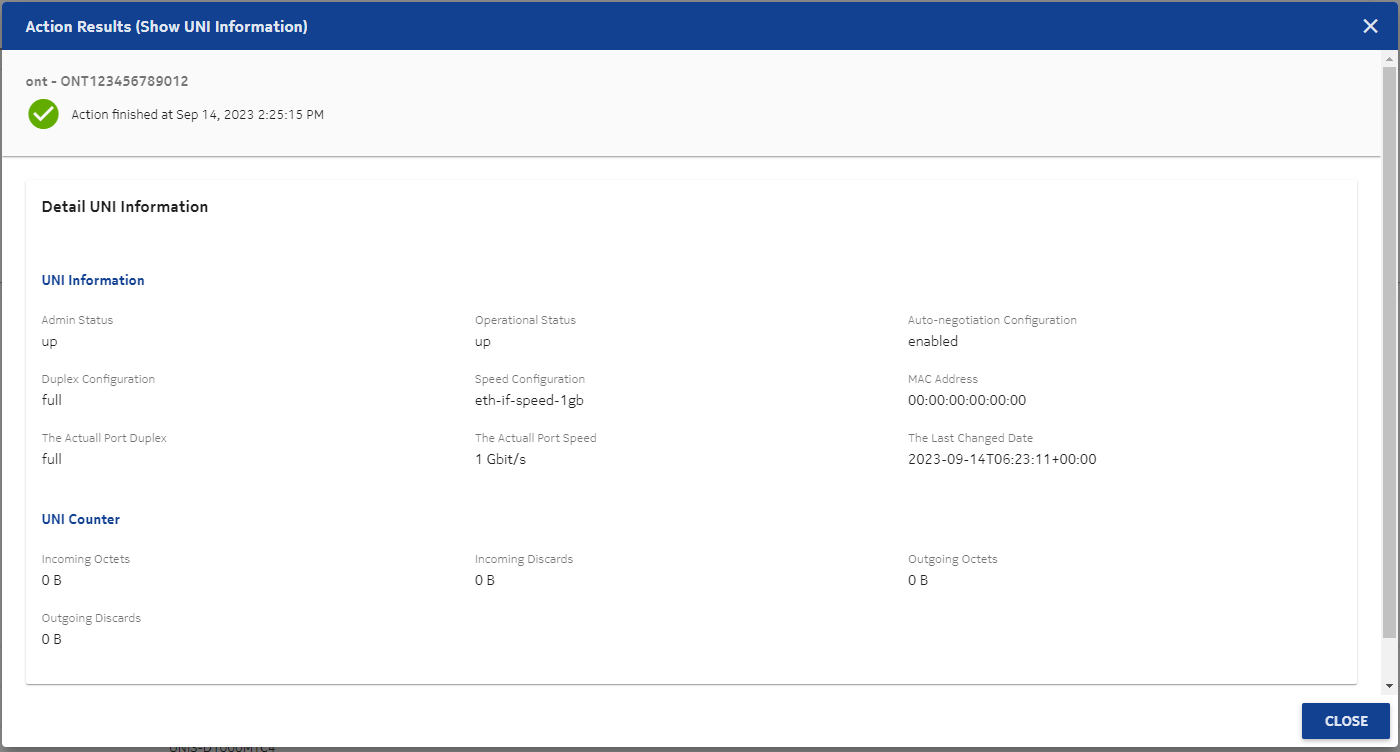 Action Results (Show UNI Information)
ont - ONT123456789012
Action finished at Sep 14, 2023 2:25:15 PM
Detail UNI Information
UNI Information
Admin Status Operational Status Auto-negotiation Configuration
up up enabled
Duplex Configuration Speed Configuration MAC Address
full eth-if-speed-1gb 00:00:00:00:00:00
The Actuall Port Duplex The Actuall Port Speed The Last Changed Date
full 1 Gbit/s 2023-09-14T06:23:11+00:00
UNI Counter
Incoming Octets Incoming Discards Outgoing Octets
0 B 0 B 0 B
Outgoing Discards
0 B
CLOSE